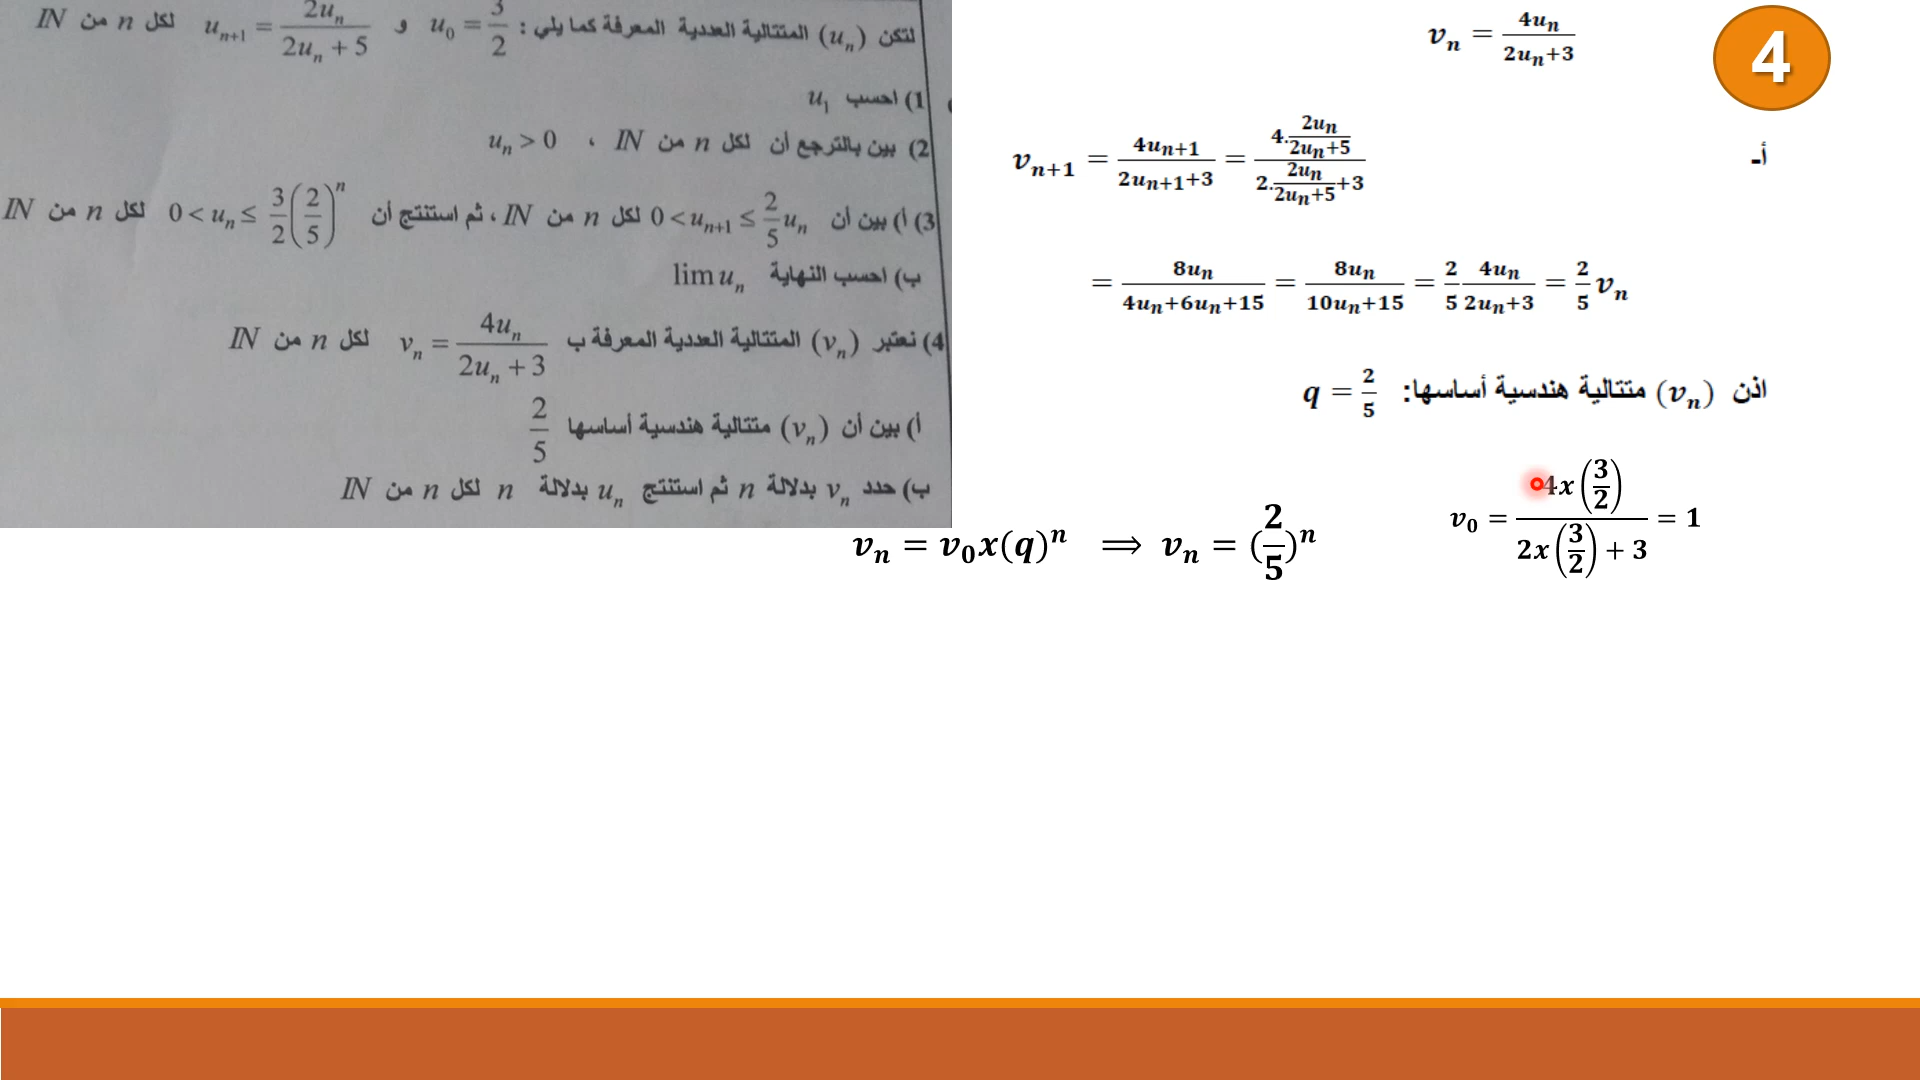 لتكن (uₙ) المتتالية العددية المعرفة كما يلي : u₀ = 3/2 و uₙ₊₁ = 2uₙ / (2uₙ + 5) لكل n من IN
1) احسب u₁
2) بين بالترجع أن لكل n من IN ، uₙ > 0
3) أ) بين أن 0 < uₙ₊₁ ≤ 2/5 uₙ لكل n من IN ، ثم استنتج أن 0 < uₙ ≤ 3/2 (2/5)ⁿ لكل n من IN
ب) احسب النهاية lim uₙ
4) نعتبر (vₙ) المتتالية العددية المعرفة ب vₙ = 4uₙ / (2uₙ + 3) لكل n من IN
أ) بين أن (vₙ) متتالية هندسية أساسها 2/5
ب) حدد vₙ بدلالة n ثم استنتج uₙ بدلالة n لكل n من IN
4
vₙ = 4uₙ / (2uₙ+3)
أ- vₙ₊₁ = 4uₙ₊₁ / (2uₙ₊₁+3) = (4. 2uₙ/(2uₙ+5)) / (2. 2uₙ/(2uₙ+5) +3)
= 8uₙ / (4uₙ+6uₙ+15) = 8uₙ / (10uₙ+15) = 2/5 4uₙ/(2uₙ+3) = 2/5 vₙ
اذن (vₙ) متتالية هندسية أساسها: q = 2/5
v₀ = 4x(3/2) / (2x(3/2) + 3) = 1
vₙ = v₀x(q)ⁿ ⟹ vₙ = (2/5)ⁿ